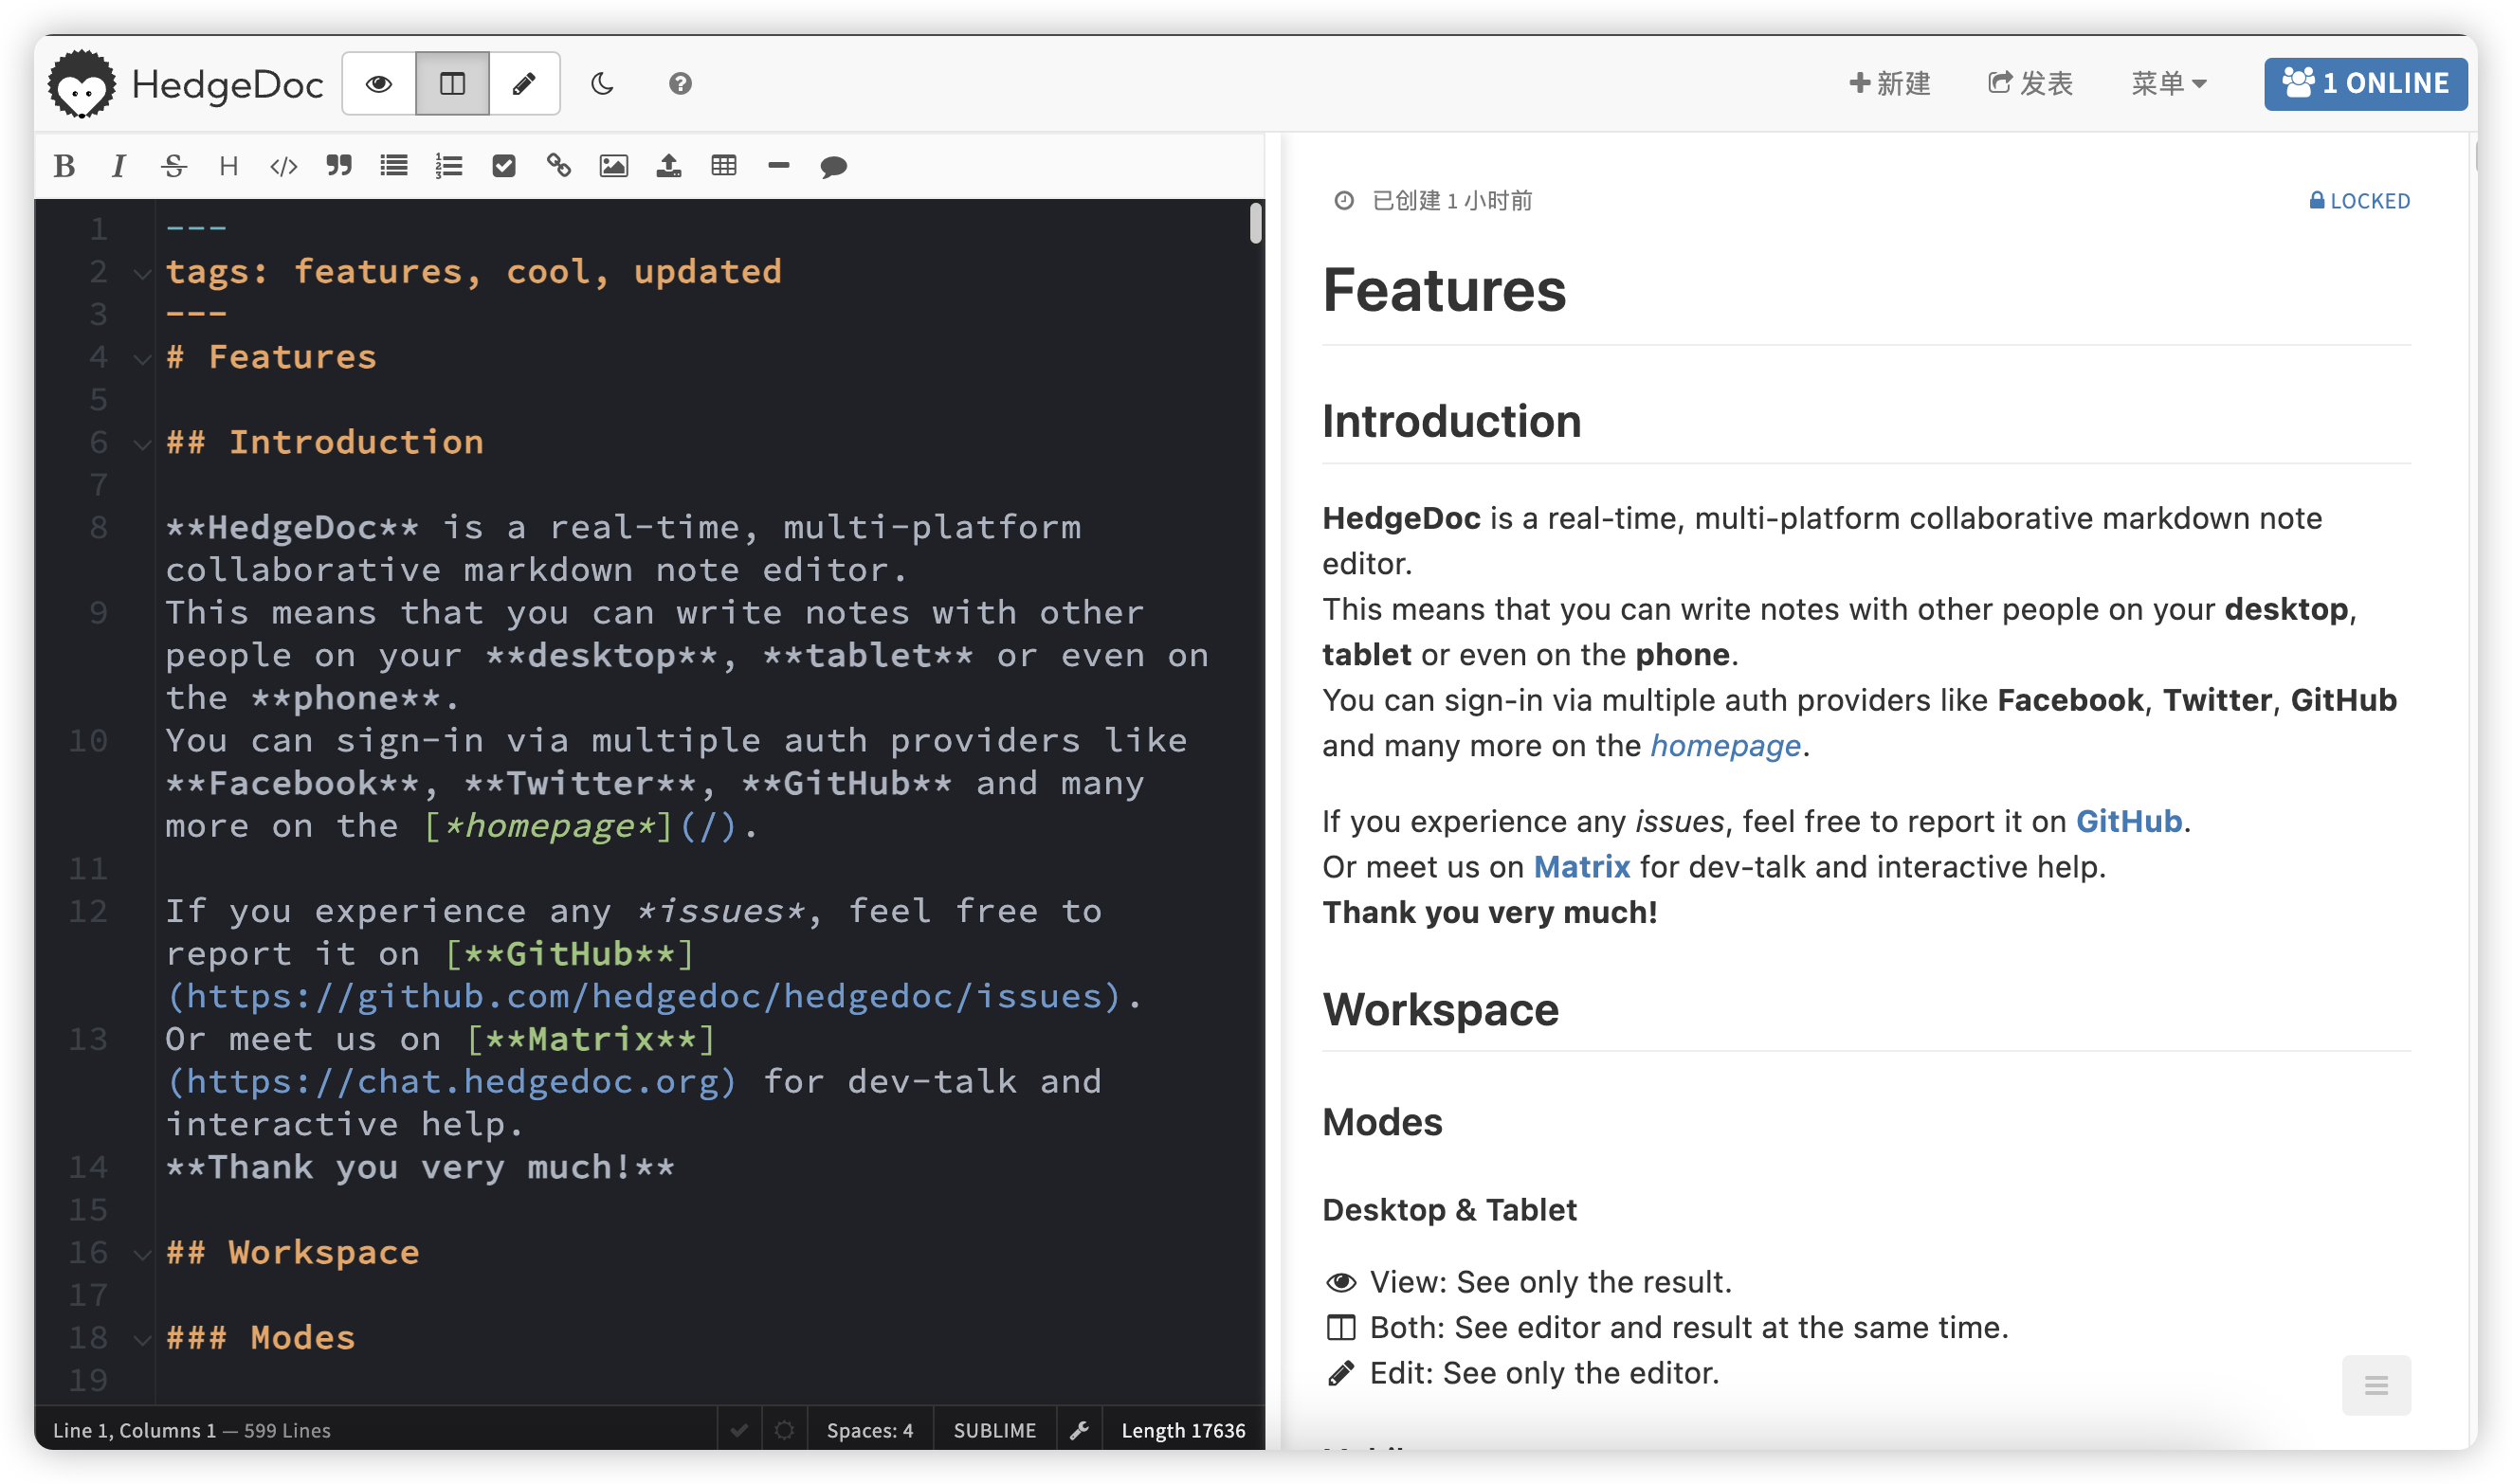 HedgeDoc
新建
发表
菜单
1 ONLINE
B I S H </>
1 ---
2 tags: features, cool, updated
3 ---
4 # Features
5
6 ## Introduction
7
8 **HedgeDoc** is a real-time, multi-platform
collaborative markdown note editor.
9 This means that you can write notes with other
people on your **desktop**, **tablet** or even on
the **phone**.
10 You can sign-in via multiple auth providers like
**Facebook**, **Twitter**, **GitHub** and many
more on the [*homepage*](/).
11
12 If you experience any *issues*, feel free to
report it on [**GitHub**]
(https://github.com/hedgedoc/hedgedoc/issues).
13 Or meet us on [**Matrix**]
(https://chat.hedgedoc.org) for dev-talk and
interactive help.
14 **Thank you very much!**
15
16 ## Workspace
17
18 ### Modes
19
Line 1, Columns 1 — 599 Lines
Spaces: 4
SUBLIME
Length 17636
已创建 1 小时前
LOCKED
Features
Introduction
HedgeDoc is a real-time, multi-platform collaborative markdown note
editor.
This means that you can write notes with other people on your desktop,
tablet or even on the phone.
You can sign-in via multiple auth providers like Facebook, Twitter, GitHub
and many more on the homepage.
If you experience any issues, feel free to report it on GitHub.
Or meet us on Matrix for dev-talk and interactive help.
Thank you very much!
Workspace
Modes
Desktop & Tablet
View: See only the result.
Both: See editor and result at the same time.
Edit: See only the editor.